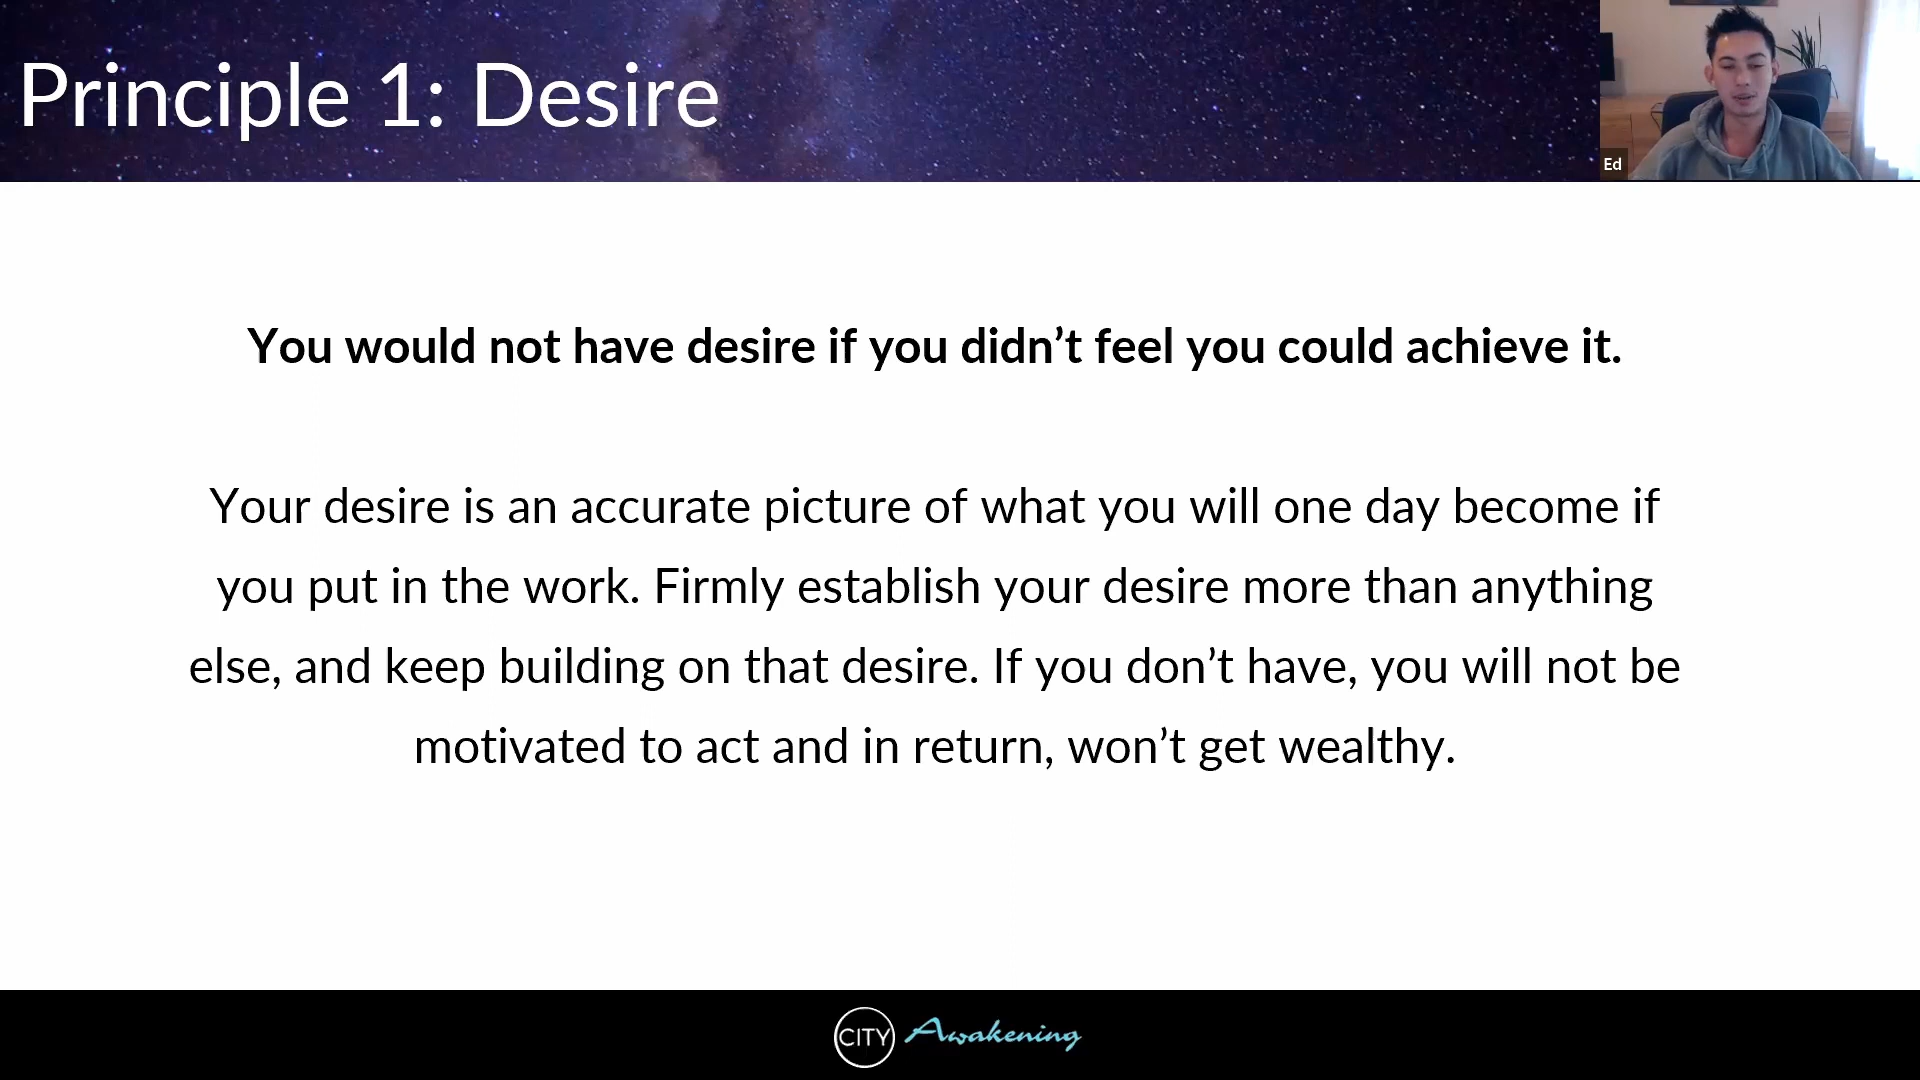 Principle 1: Desire
Ed
You would not have desire if you didn’t feel you could achieve it.
Your desire is an accurate picture of what you will one day become if
you put in the work. Firmly establish your desire more than anything
else, and keep building on that desire. If you don’t have, you will not be
motivated to act and in return, won’t get wealthy.
CITY Awakening